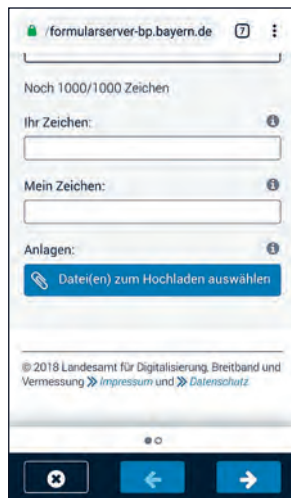 /formularserver-bp.bayern.de 7
Noch 1000/1000 Zeichen
Ihr Zeichen:
Mein Zeichen:
Anlagen:
Datei(en) zum Hochladen auswählen
© 2018 Landesamt für Digitalisierung, Breitband und
Vermessung » Impressum und » Datenschutz